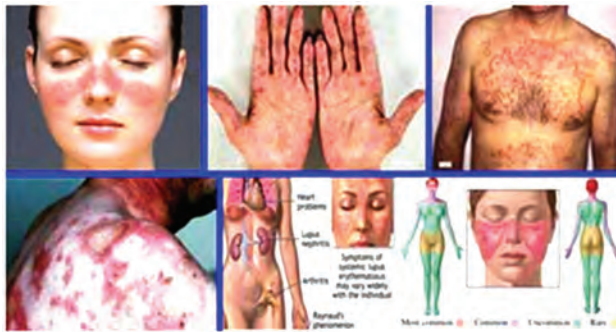 Heart
problems
Lupus
nephritis
Arthritis
Raynaud's
phenomenon
Symptoms of
systemic lupus
erythematosus
may vary widely
with the individual
Most common Common Uncommon Rare